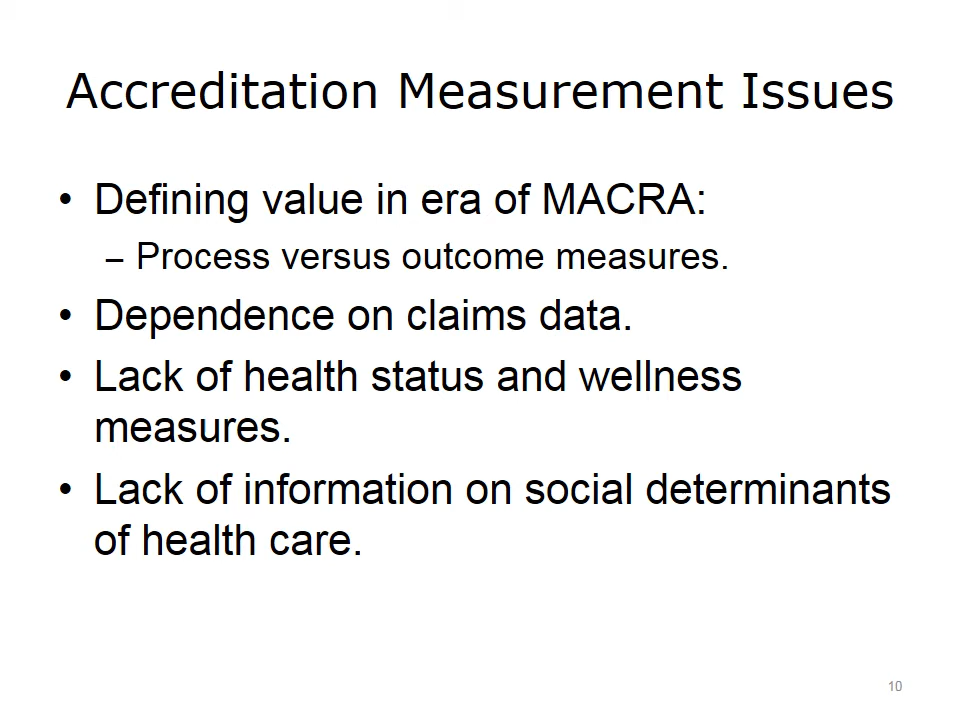 Accreditation Measurement Issues
• Defining value in era of MACRA:
– Process versus outcome measures.
• Dependence on claims data.
• Lack of health status and wellness
measures.
• Lack of information on social determinants
of health care.
10